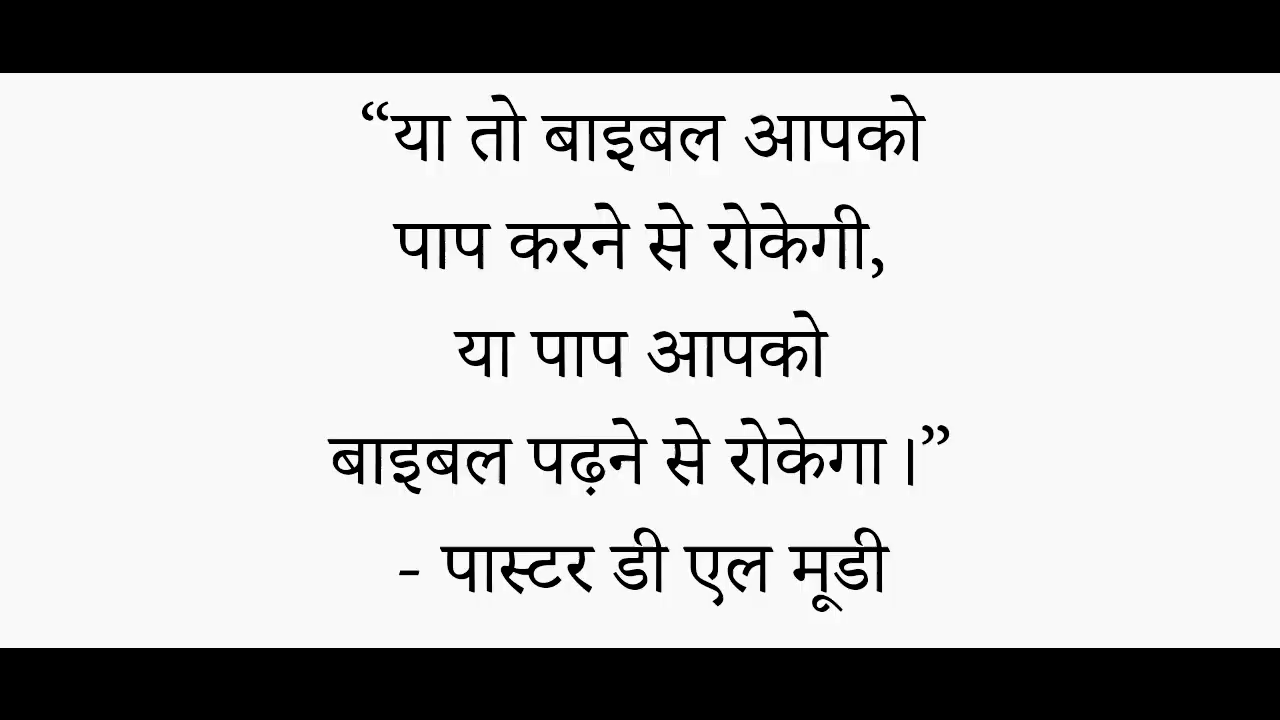 “या तो बाइबल आपको
पाप करने से रोकेगी,
या पाप आपको
बाइबल पढ़ने से रोकेगा।”
- पास्टर डी एल मूडी